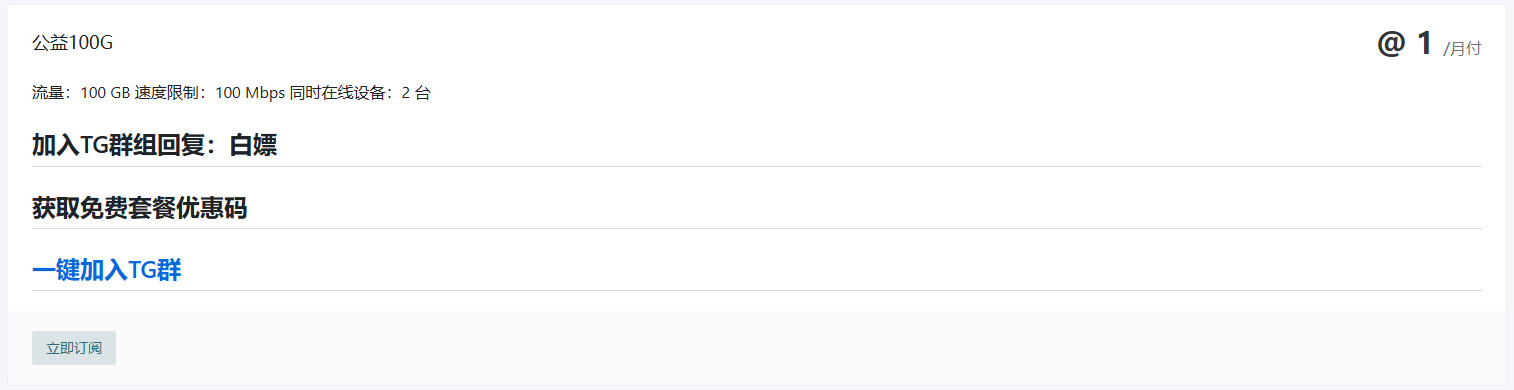 公益100G
@ 1 /月付
流量：100 GB 速度限制：100 Mbps 同时在线设备：2 台
加入TG群组回复：白嫖
获取免费套餐优惠码
一键加入TG群
立即订阅